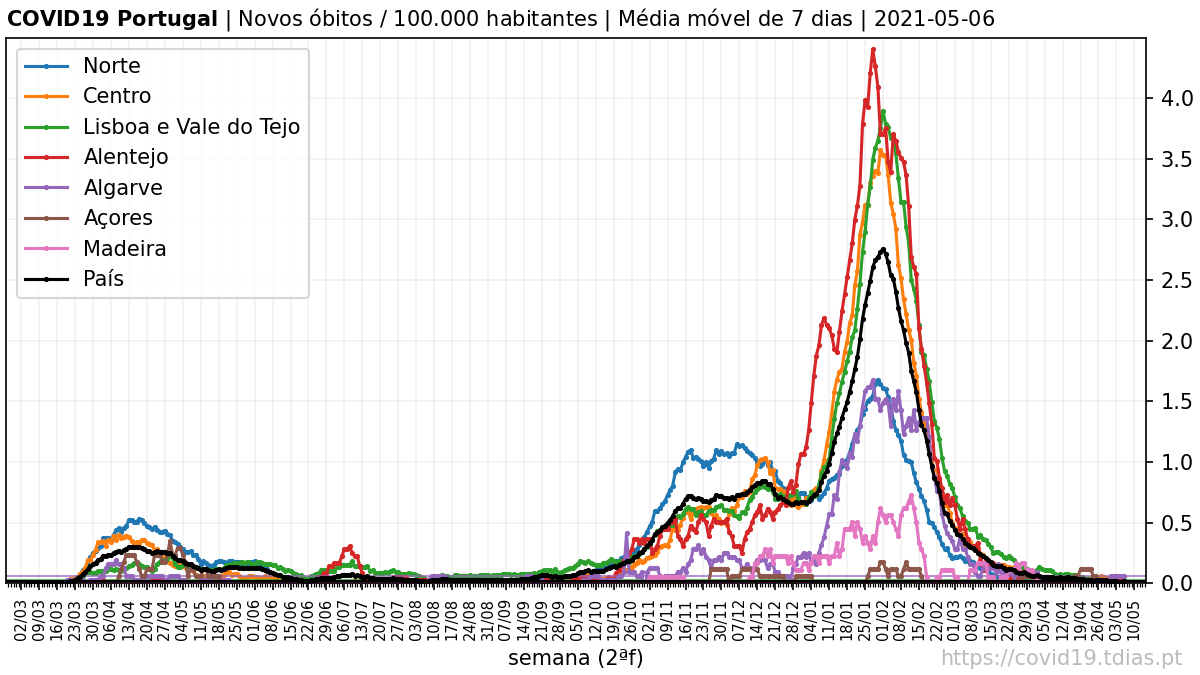 COVID19 Portugal | Novos óbitos / 100.000 habitantes | Média móvel de 7 dias | 2021-05-06
Norte
Centro
Lisboa e Vale do Tejo
Alentejo
Algarve
Açores
Madeira
País
4.0
3.5
3.0
2.5
2.0
1.5
1.0
0.5
0.0
02/03 09/03 16/03 23/03 30/03 06/04 13/04 20/04 27/04 04/05 11/05 18/05 25/05 01/06 08/06 15/06 22/06 29/06 06/07 13/07 20/07 27/07 03/08 10/08 17/08 24/08 31/08 07/09 14/09 21/09 28/09 05/10 12/10 19/10 26/10 02/11 09/11 16/11 23/11 30/11 07/12 14/12 21/12 28/12 04/01 11/01 18/01 25/01 01/02 08/02 15/02 22/02 01/03 08/03 15/03 22/03 29/03 05/04 12/04 19/04 26/04 03/05 10/05
semana (2ªf)
https://covid19.tdias.pt